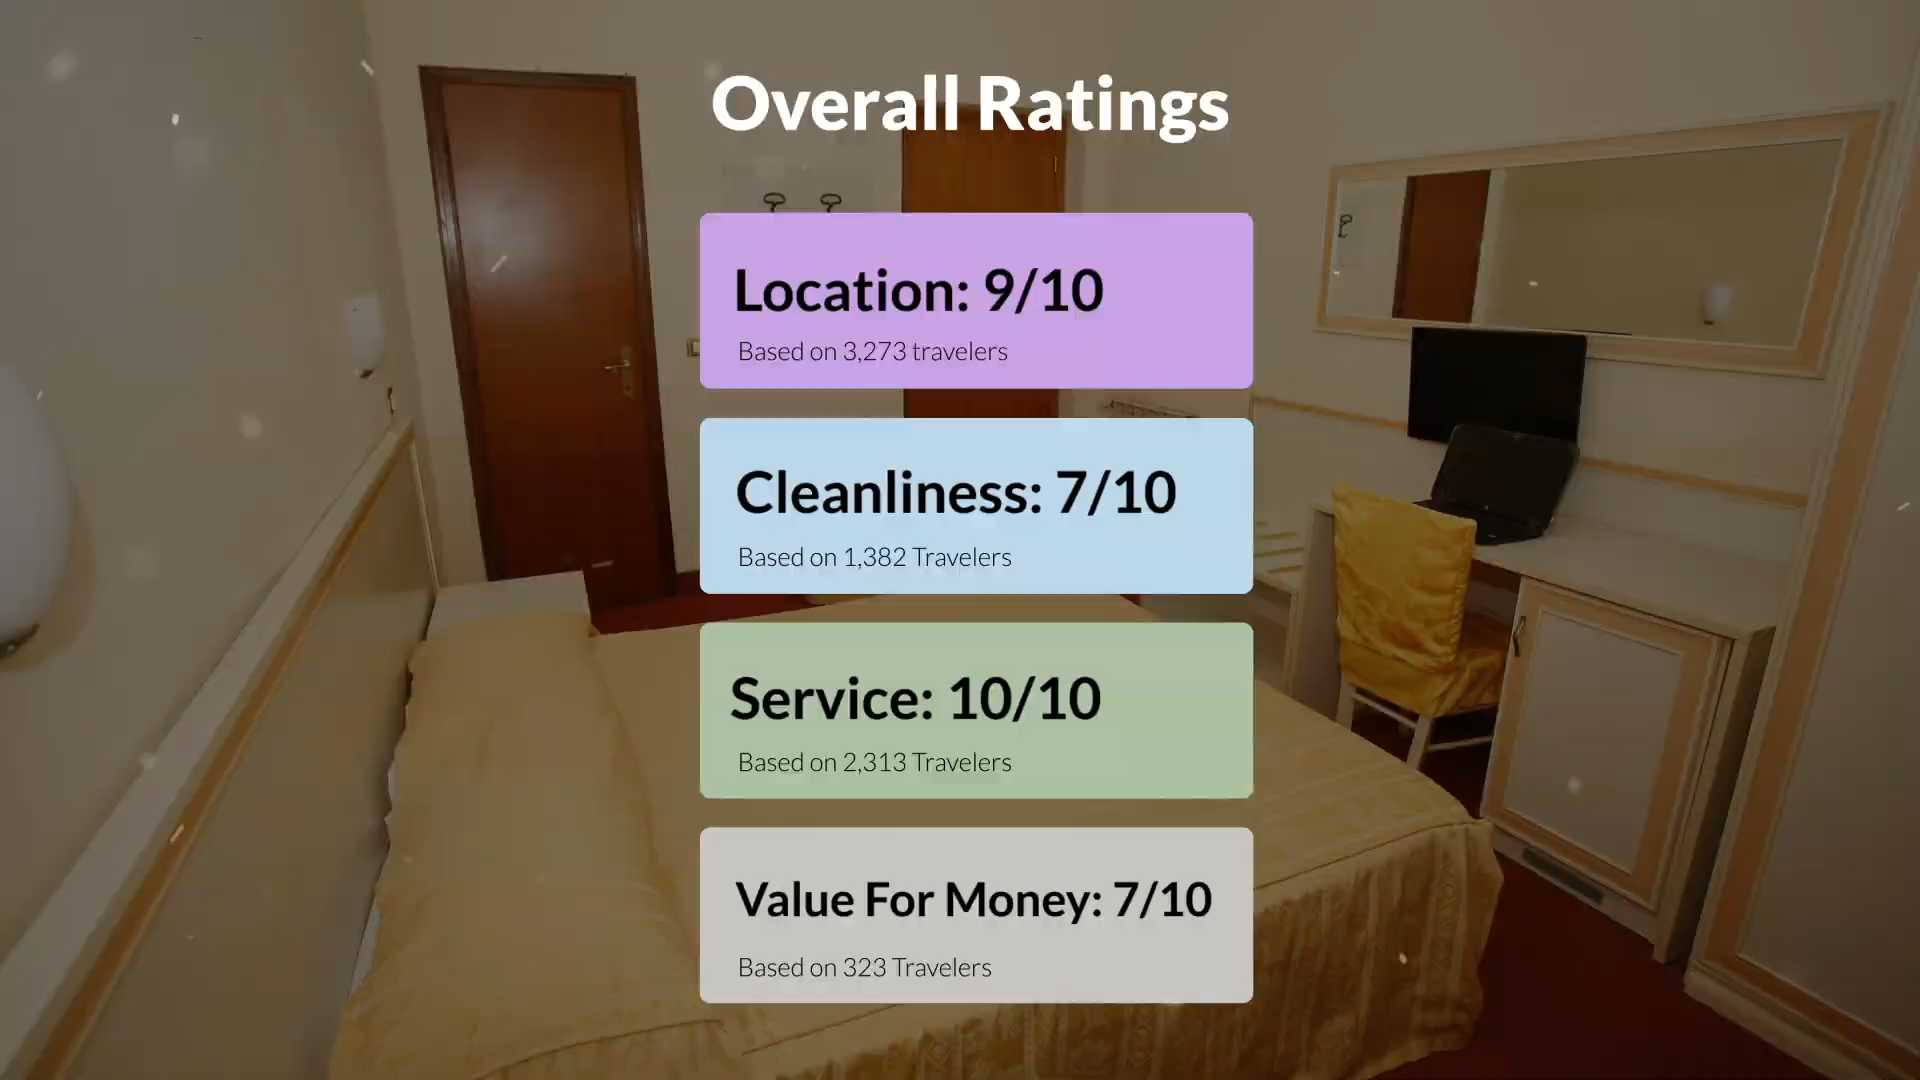 Overall Ratings
Location: 9/10
Based on 3,273 travelers
Cleanliness: 7/10
Based on 1,382 Travelers
Service: 10/10
Based on 2,313 Travelers
Value For Money: 7/10
Based on 323 Travelers